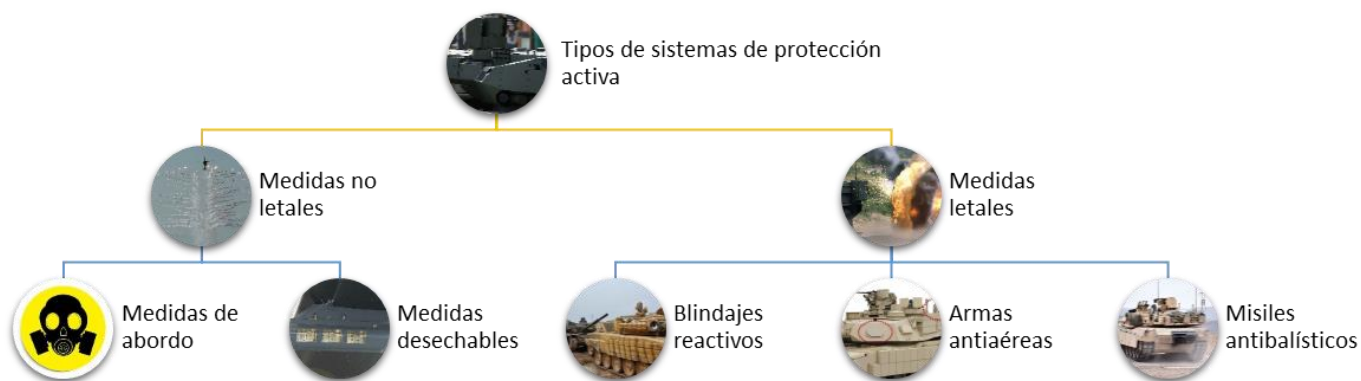 Tipos de sistemas de protección
activa
Medidas no
letales
Medidas
letales
Medidas de
abordo
Medidas
desechables
Blindajes
reactivos
Armas
antiaéreas
Misiles
antibalísticos